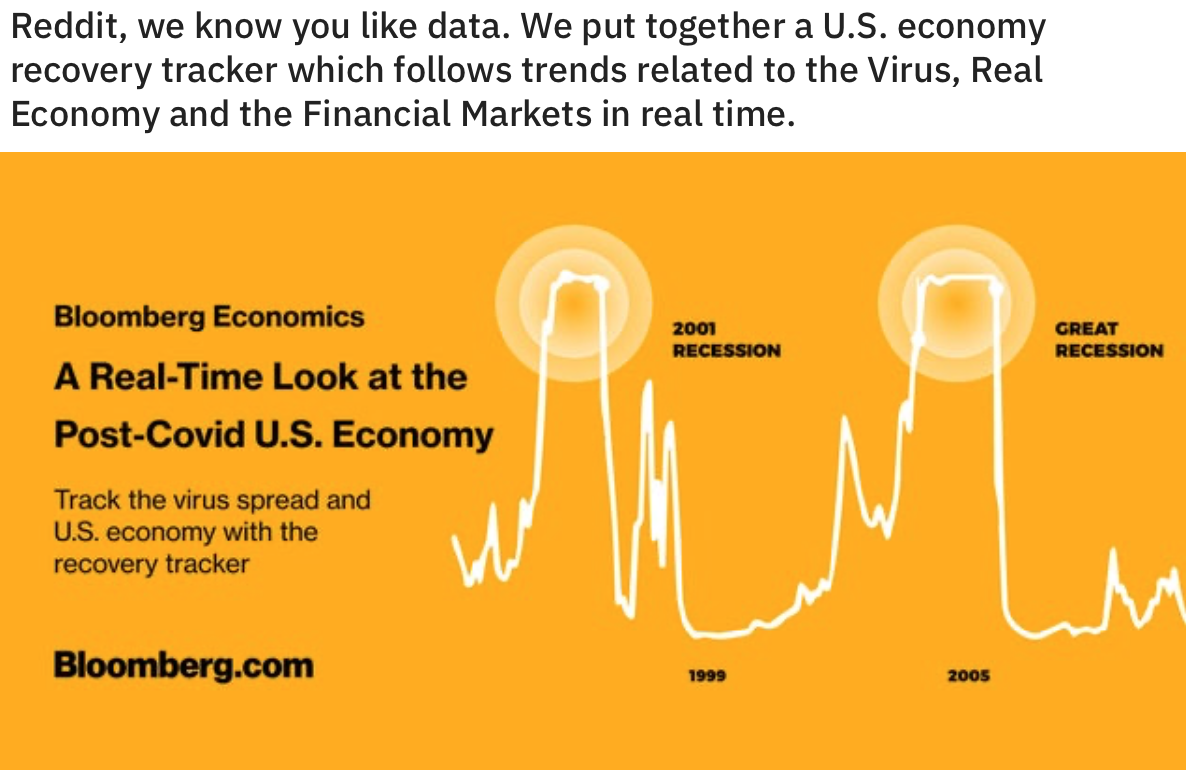 Reddit, we know you like data. We put together a U.S. economy
recovery tracker which follows trends related to the Virus, Real
Economy and the Financial Markets in real time.
Bloomberg Economics
A Real-Time Look at the
Post-Covid U.S. Economy
Track the virus spread and
U.S. economy with the
recovery tracker
Bloomberg.com
2001
RECESSION
GREAT
RECESSION
1999
2005